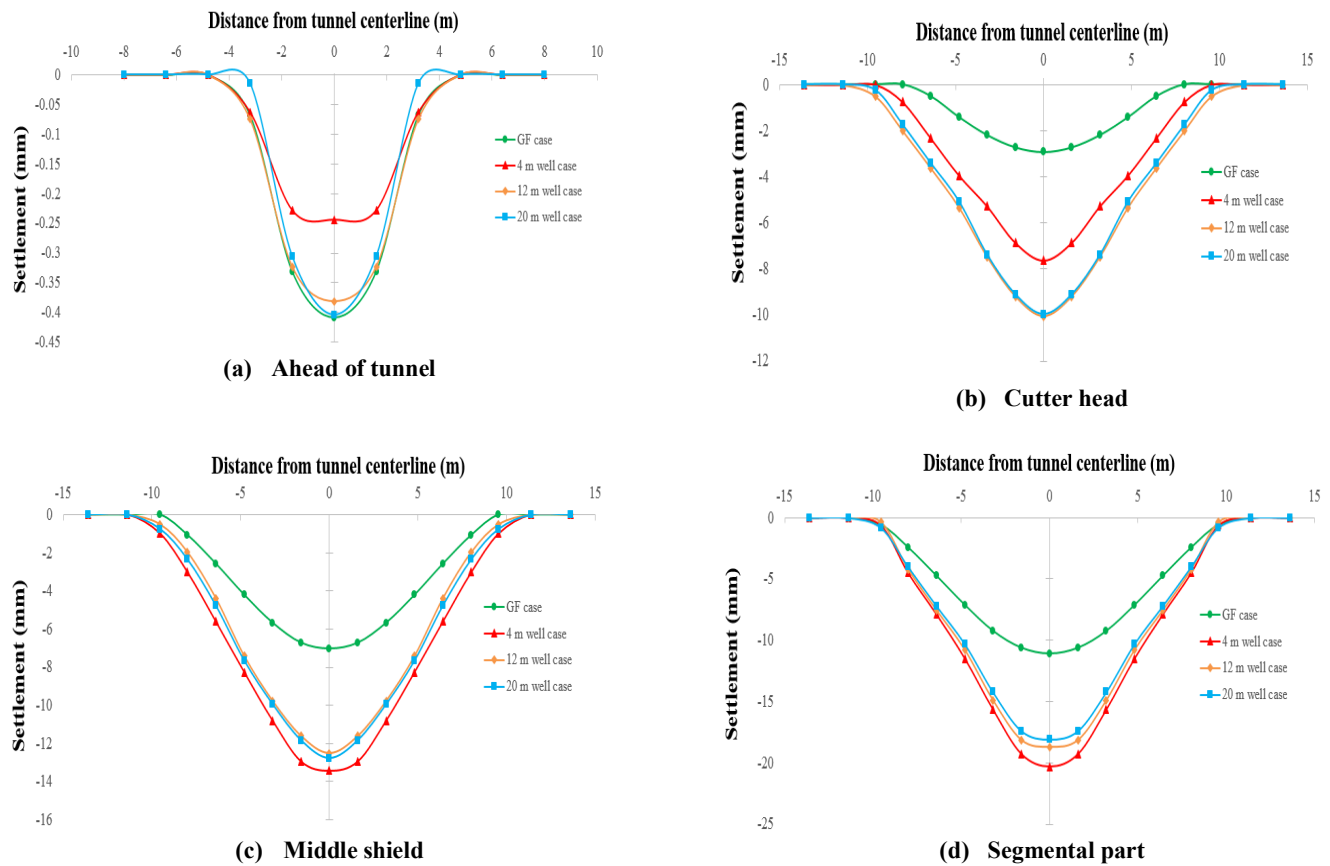 Distance from tunnel centerline (m)
-10 -8 -6 -4 -2 0 2 4 6 8 10
0
-0.05
-0.1
-0.15
-0.2
-0.25
-0.3
-0.35
-0.4
-0.45
Settlement (mm)
GF case
4 m well case
12 m well case
20 m well case
(a) Ahead of tunnel
Distance from tunnel centerline (m)
-15 -10 -5 0 5 10 15
0
-2
-4
-6
-8
-10
-12
Settlement (mm)
GF case
4 m well case
12 m well case
20 m well case
(b) Cutter head
Distance from tunnel centerline (m)
-15 -10 -5 0 5 10 15
0
-2
-4
-6
-8
-10
-12
-14
-16
Settlement (mm)
GF case
4 m well case
12 m well case
20 m well case
(c) Middle shield
Distance from tunnel centerline (m)
-15 -10 -5 0 5 10 15
0
-5
-10
-15
-20
-25
Settlement (mm)
GF case
4 m well case
12 m well case
20 m well case
(d) Segmental part